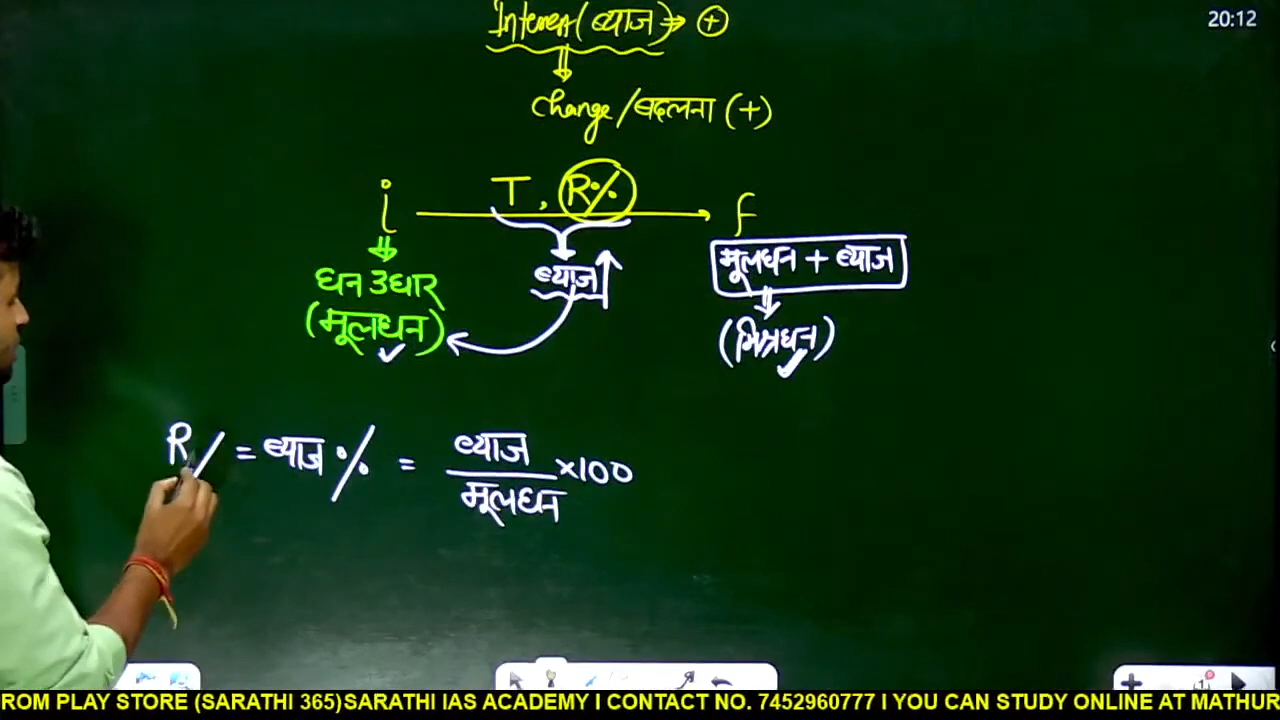 Interest (ब्याज) ⇒ (+)
20:12
Change/बदलना (+)
i T, R% f
मूलधन + ब्याज
ब्याज
धन उधार
(मूलधन)
(मिश्रधन)
R% = ब्याज% = ब्याज/मूलधन ×100
ROM PLAY STORE (SARATHI 365)SARATHI IAS ACADEMY I CONTACT NO. 7452960777 I YOU CAN STUDY ONLINE AT MATHUR